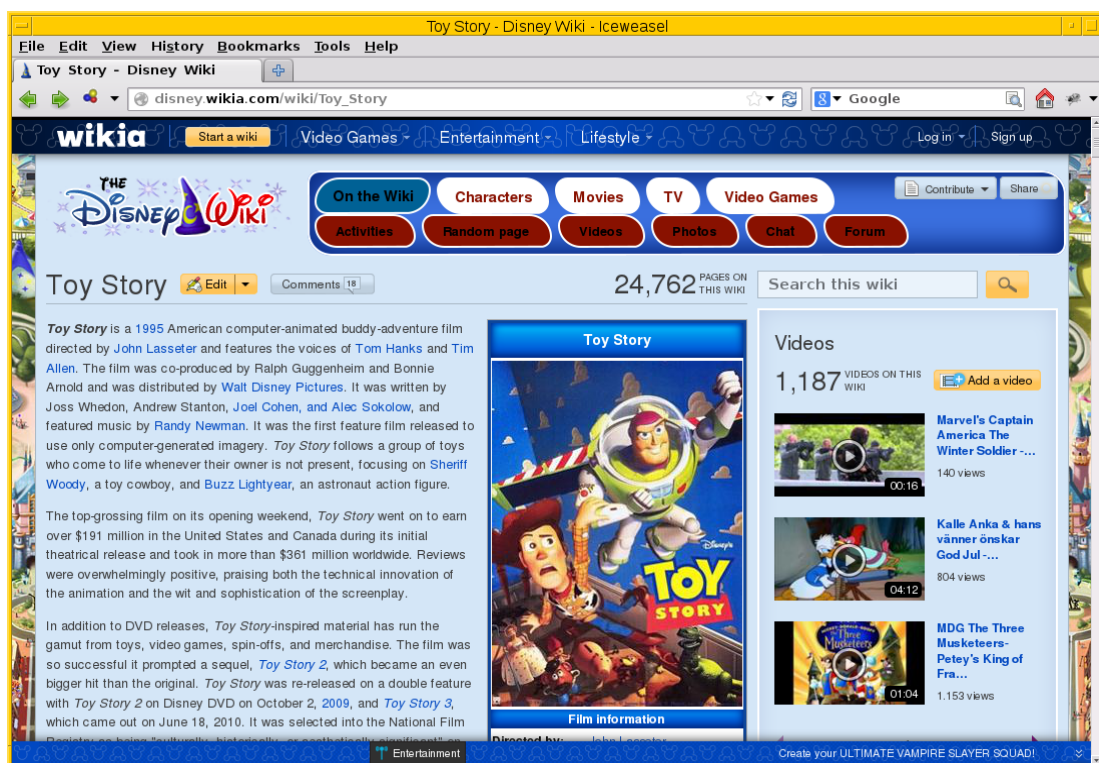 Toy Story - Disney Wiki - Iceweasel
File Edit View History Bookmarks Tools Help
Toy Story - Disney Wiki
disney.wikia.com/wiki/Toy_Story
Google
wikia
Start a wiki
Video Games
Entertainment
Lifestyle
Log in
Sign up
THE
DISNEY WIKI
On the Wiki
Characters
Movies
TV
Video Games
Contribute
Share
Activities
Random page
Videos
Photos
Chat
Forum
Toy Story
Edit
Comments 18
24,762 PAGES ON
THIS WIKI
Search this wiki
Toy Story is a 1995 American computer-animated buddy-adventure film
directed by John Lasseter and features the voices of Tom Hanks and Tim
Allen. The film was co-produced by Ralph Guggenheim and Bonnie
Arnold and was distributed by Walt Disney Pictures. It was written by
Joss Whedon, Andrew Stanton, Joel Cohen, and Alec Sokolow, and
featured music by Randy Newman. It was the first feature film released to
use only computer-generated imagery. Toy Story follows a group of toys
who come to life whenever their owner is not present, focusing on Sheriff
Woody, a toy cowboy, and Buzz Lightyear, an astronaut action figure.
The top-grossing film on its opening weekend, Toy Story went on to earn
over $191 million in the United States and Canada during its initial
theatrical release and took in more than $361 million worldwide. Reviews
were overwhelmingly positive, praising both the technical innovation of
the animation and the wit and sophistication of the screenplay.
In addition to DVD releases, Toy Story-inspired material has run the
gamut from toys, video games, spin-offs, and merchandise. The film was
so successful it prompted a sequel, Toy Story 2, which became an even
bigger hit than the original. Toy Story was re-released on a double feature
with Toy Story 2 on Disney DVD on October 2, 2009, and Toy Story 3,
which came out on June 18, 2010. It was selected into the National Film
Registry as being "culturally, historically, or aesthetically significant" on
Toy Story
Disney's
TOY
STORY
Film information
Directed by: John Lasseter
Videos
1,187 VIDEOS ON THIS
WIKI
Add a video
00:16
Marvel's Captain
America The
Winter Soldier -...
140 views
04:12
Kalle Anka & hans
vänner önskar
God Jul -...
804 views
The Three
Musketeers
01:04
MDG The Three
Musketeers-
Petey's King of
Fra...
1.153 views
Entertainment
Create your ULTIMATE VAMPIRE SLAYER SQUAD!